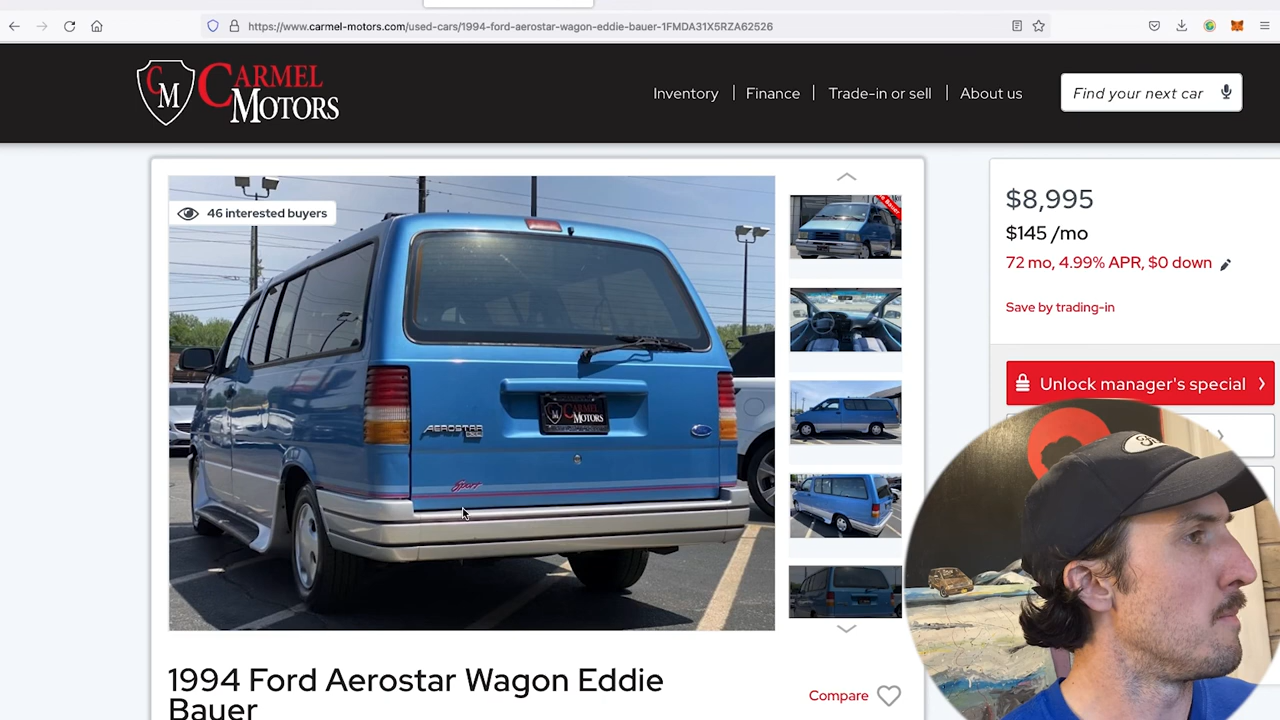 https://www.carmel-motors.com/used-cars/1994-ford-aerostar-wagon-eddie-bauer-1FMDA31X5RZA62526
CM CARMEL MOTORS
Inventory
Finance
Trade-in or sell
About us
Find your next car
46 interested buyers
CARMEL MOTORS
AEROSTAR
Ford
Sport
$8,995
$145 /mo
72 mo, 4.99% APR, $0 down
Save by trading-in
Unlock manager's special
1994 Ford Aerostar Wagon Eddie
Bauer
Compare